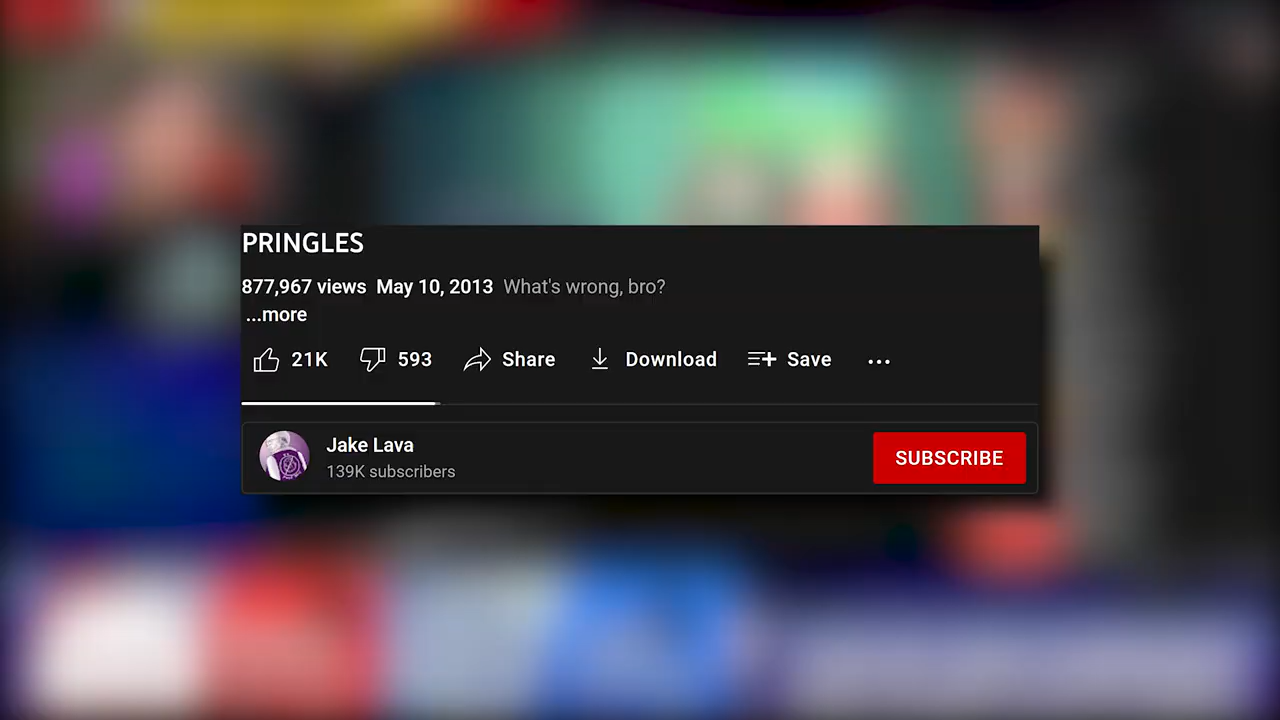 PRINGLES
877,967 views May 10, 2013 What's wrong, bro?
...more
21K 593 Share Download Save ...
Jake Lava
139K subscribers
SUBSCRIBE